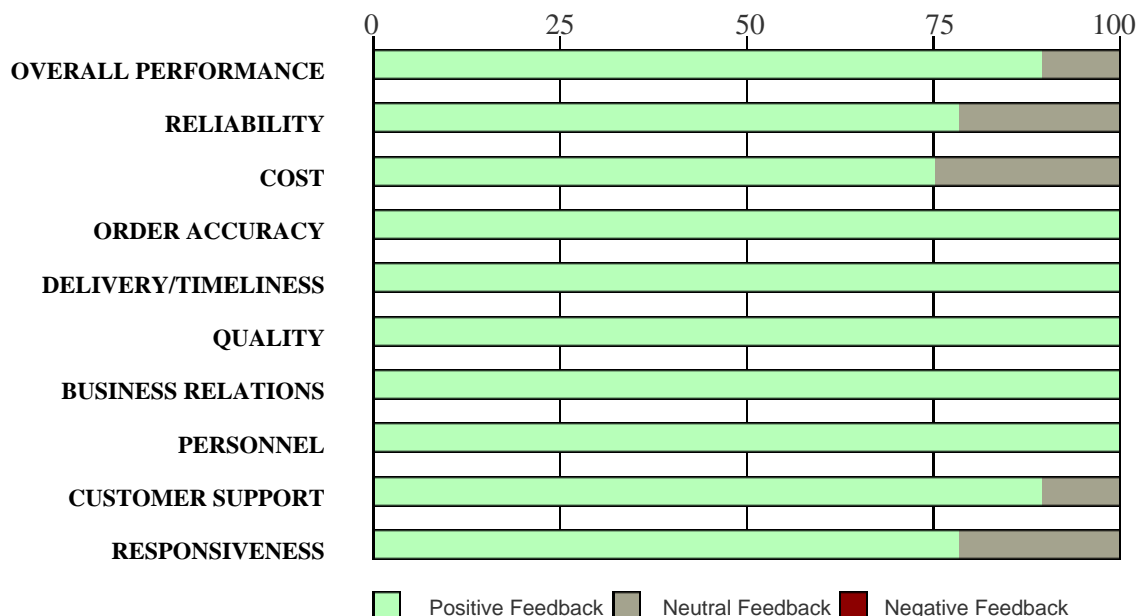 0 25 50 75 100
OVERALL PERFORMANCE
RELIABILITY
COST
ORDER ACCURACY
DELIVERY/TIMELINESS
QUALITY
BUSINESS RELATIONS
PERSONNEL
CUSTOMER SUPPORT
RESPONSIVENESS
Positive Feedback Neutral Feedback Negative Feedback